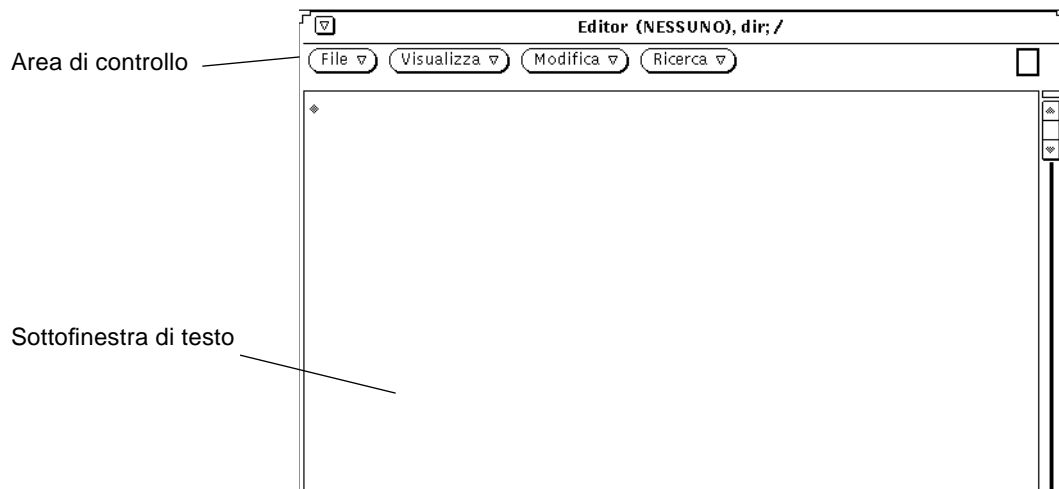 Editor (NESSUNO), dir; /
Area di controllo
File Visualizza Modifica Ricerca
Sottofinestra di testo